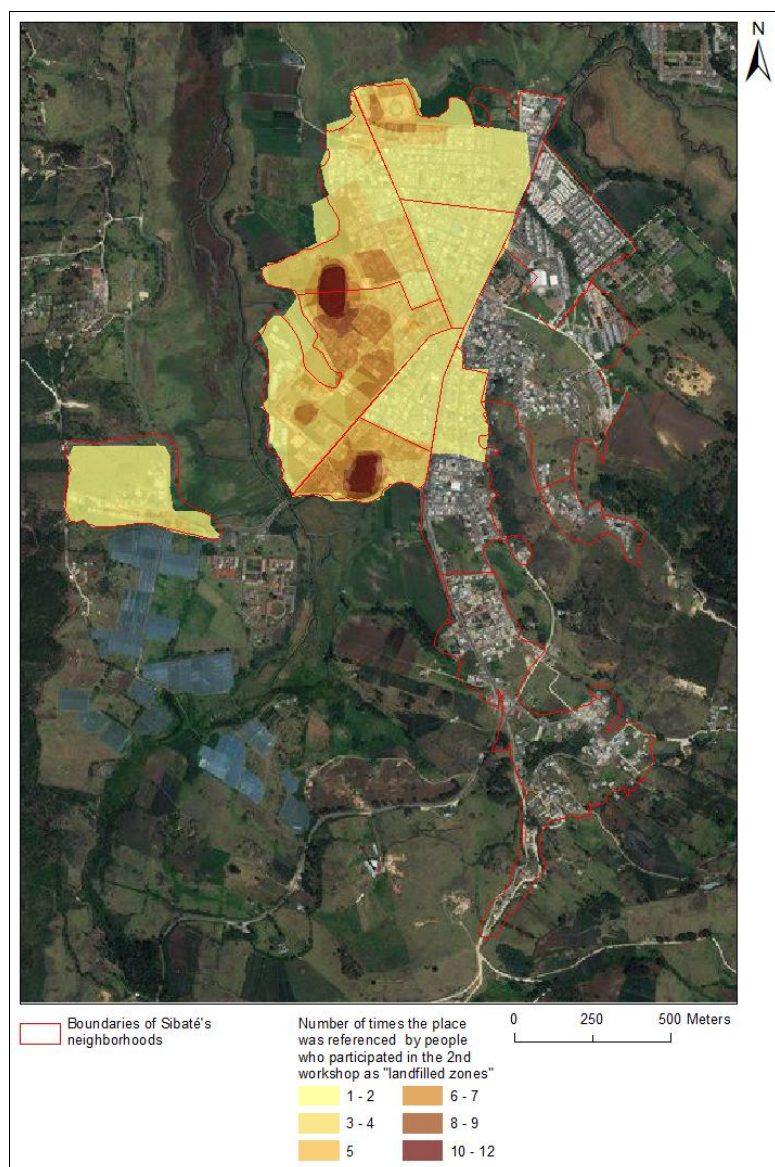 N
Boundaries of Sibaté's
neighborhoods
Number of times the place
was referenced by people
who participated in the 2nd
workshop as "landfilled zones"
1 - 2
3 - 4
5
6 - 7
8 - 9
10 - 12
0 250 500 Meters